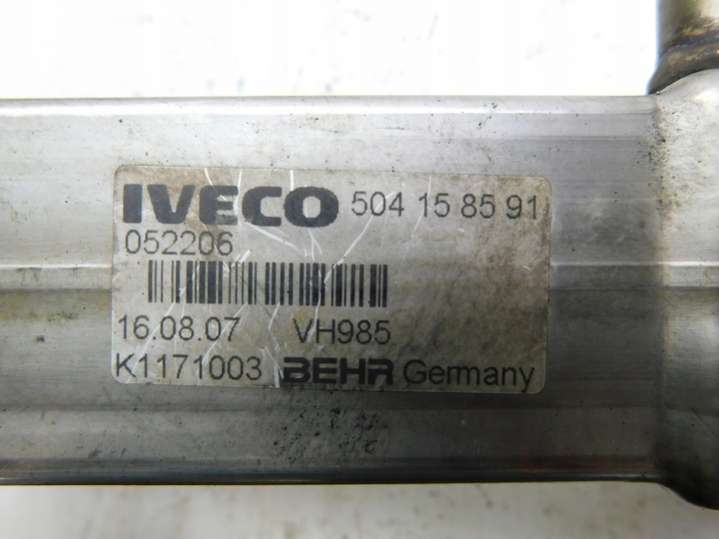 IVECO 504 15 85 91
052206
16.08.07 VH985
K1171003 BEHR Germany